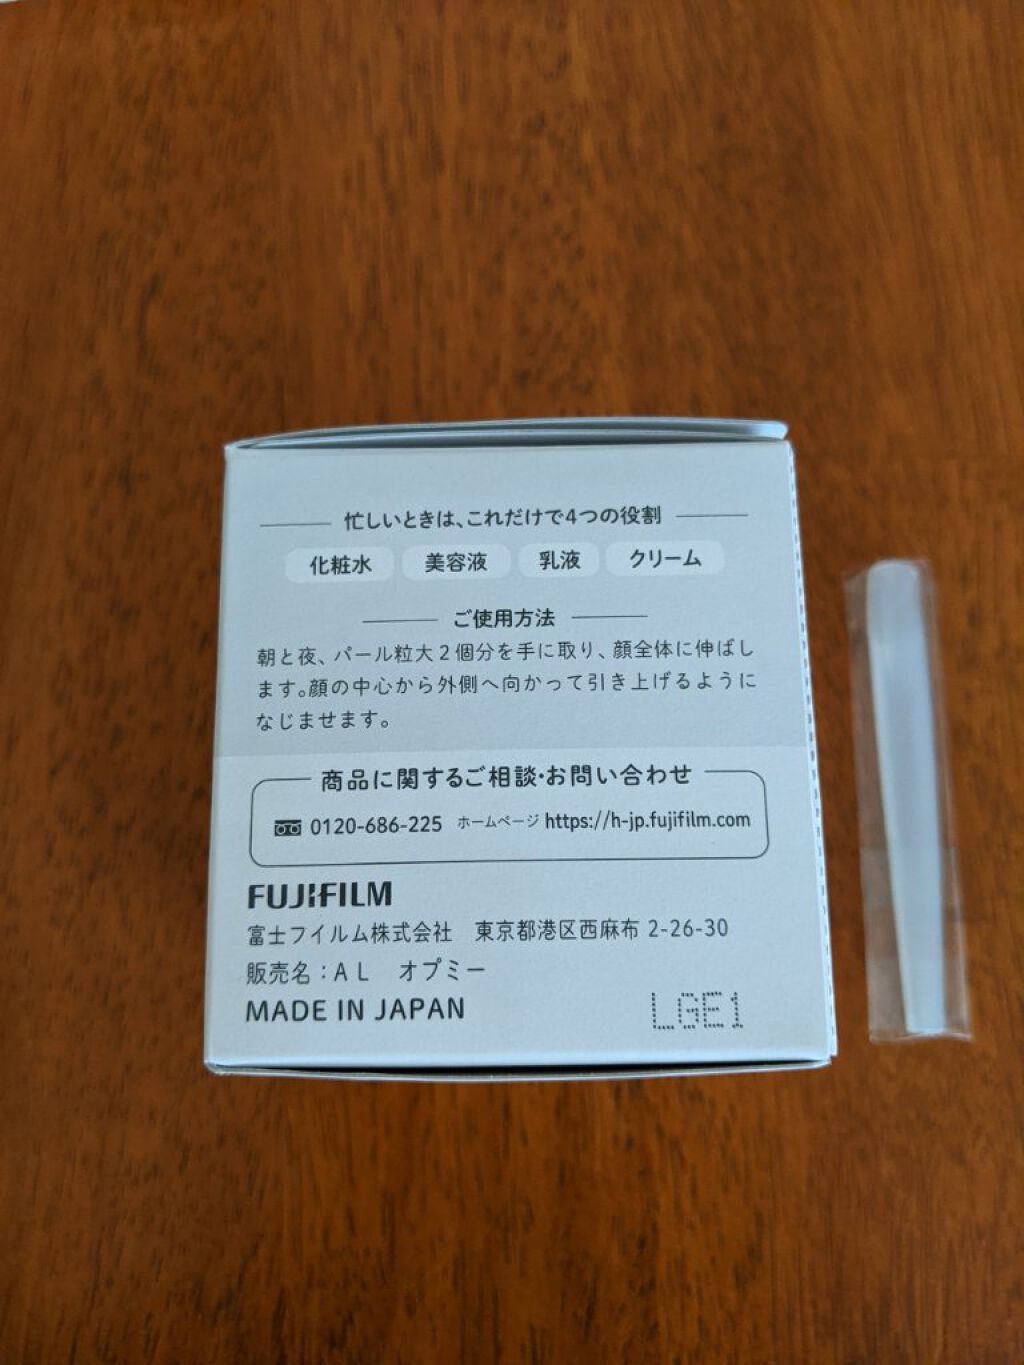 忙しいときは、これだけで4つの役割
化粧水 美容液 乳液 クリーム
ご使用方法
朝と夜、パール粒大2個分を手に取り、顔全体に伸ばし
ます。顔の中心から外側へ向かって引き上げるように
なじませます。
商品に関するご相談・お問い合わせ
0120-686-225 ホームページ https://h-jp.fujifilm.com
FUJIFILM
富士フイルム株式会社 東京都港区西麻布 2-26-30
販売名：ＡＬ オプミー
MADE IN JAPAN LGE1